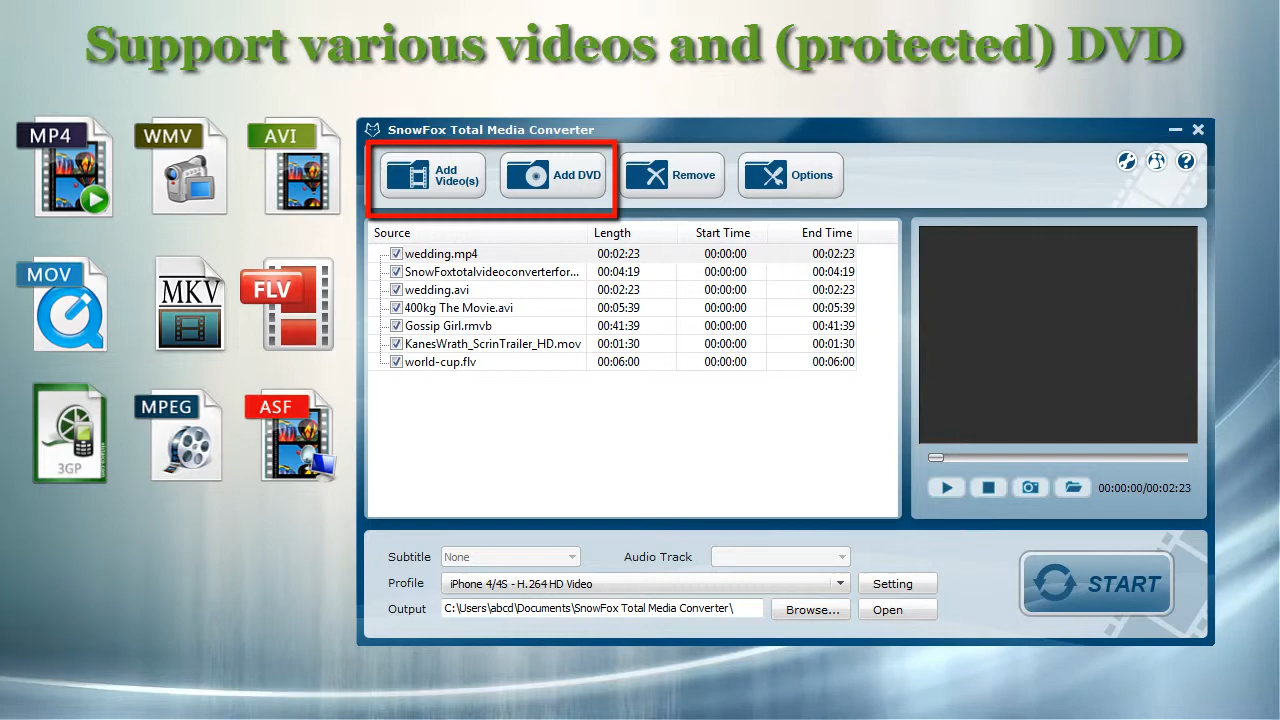 Support various videos and (protected) DVD
MP4
WMV
AVI
MOV
MKV
FLV
3GP
MPEG
ASF
SnowFox Total Media Converter
Add Video(s)
Add DVD
Remove
Options
Source Length Start Time End Time
wedding.mp4 00:02:23 00:00:00 00:02:23
SnowFoxtotalvideoconverterfor... 00:04:19 00:00:00 00:04:19
wedding.avi 00:02:23 00:00:00 00:02:23
400kg The Movie.avi 00:05:39 00:00:00 00:05:39
Gossip Girl.rmvb 00:41:39 00:00:00 00:41:39
KanesWrath_ScrinTrailer_HD.mov 00:01:30 00:00:00 00:01:30
world-cup.flv 00:06:00 00:00:00 00:06:00
00:00:00/00:02:23
Subtitle None Audio Track
Profile iPhone 4/4S - H.264 HD Video Setting
Output C:\Users\abcd\Documents\SnowFox Total Media Converter\ Browse... Open
START